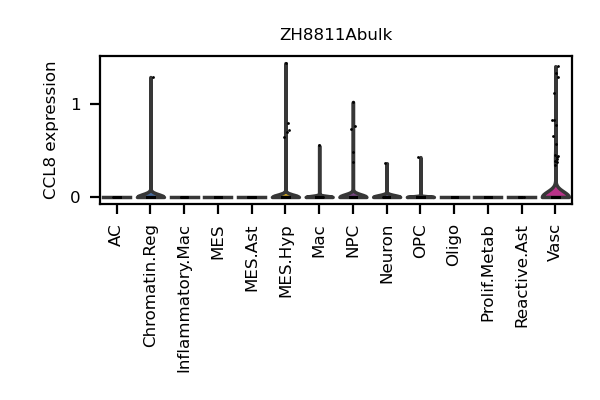 ZH8811Abulk
CCL8 expression
1
0
AC
Chromatin.Reg
Inflammatory.Mac
MES
MES.Ast
MES.Hyp
Mac
NPC
Neuron
OPC
Oligo
Prolif.Metab
Reactive.Ast
Vasc